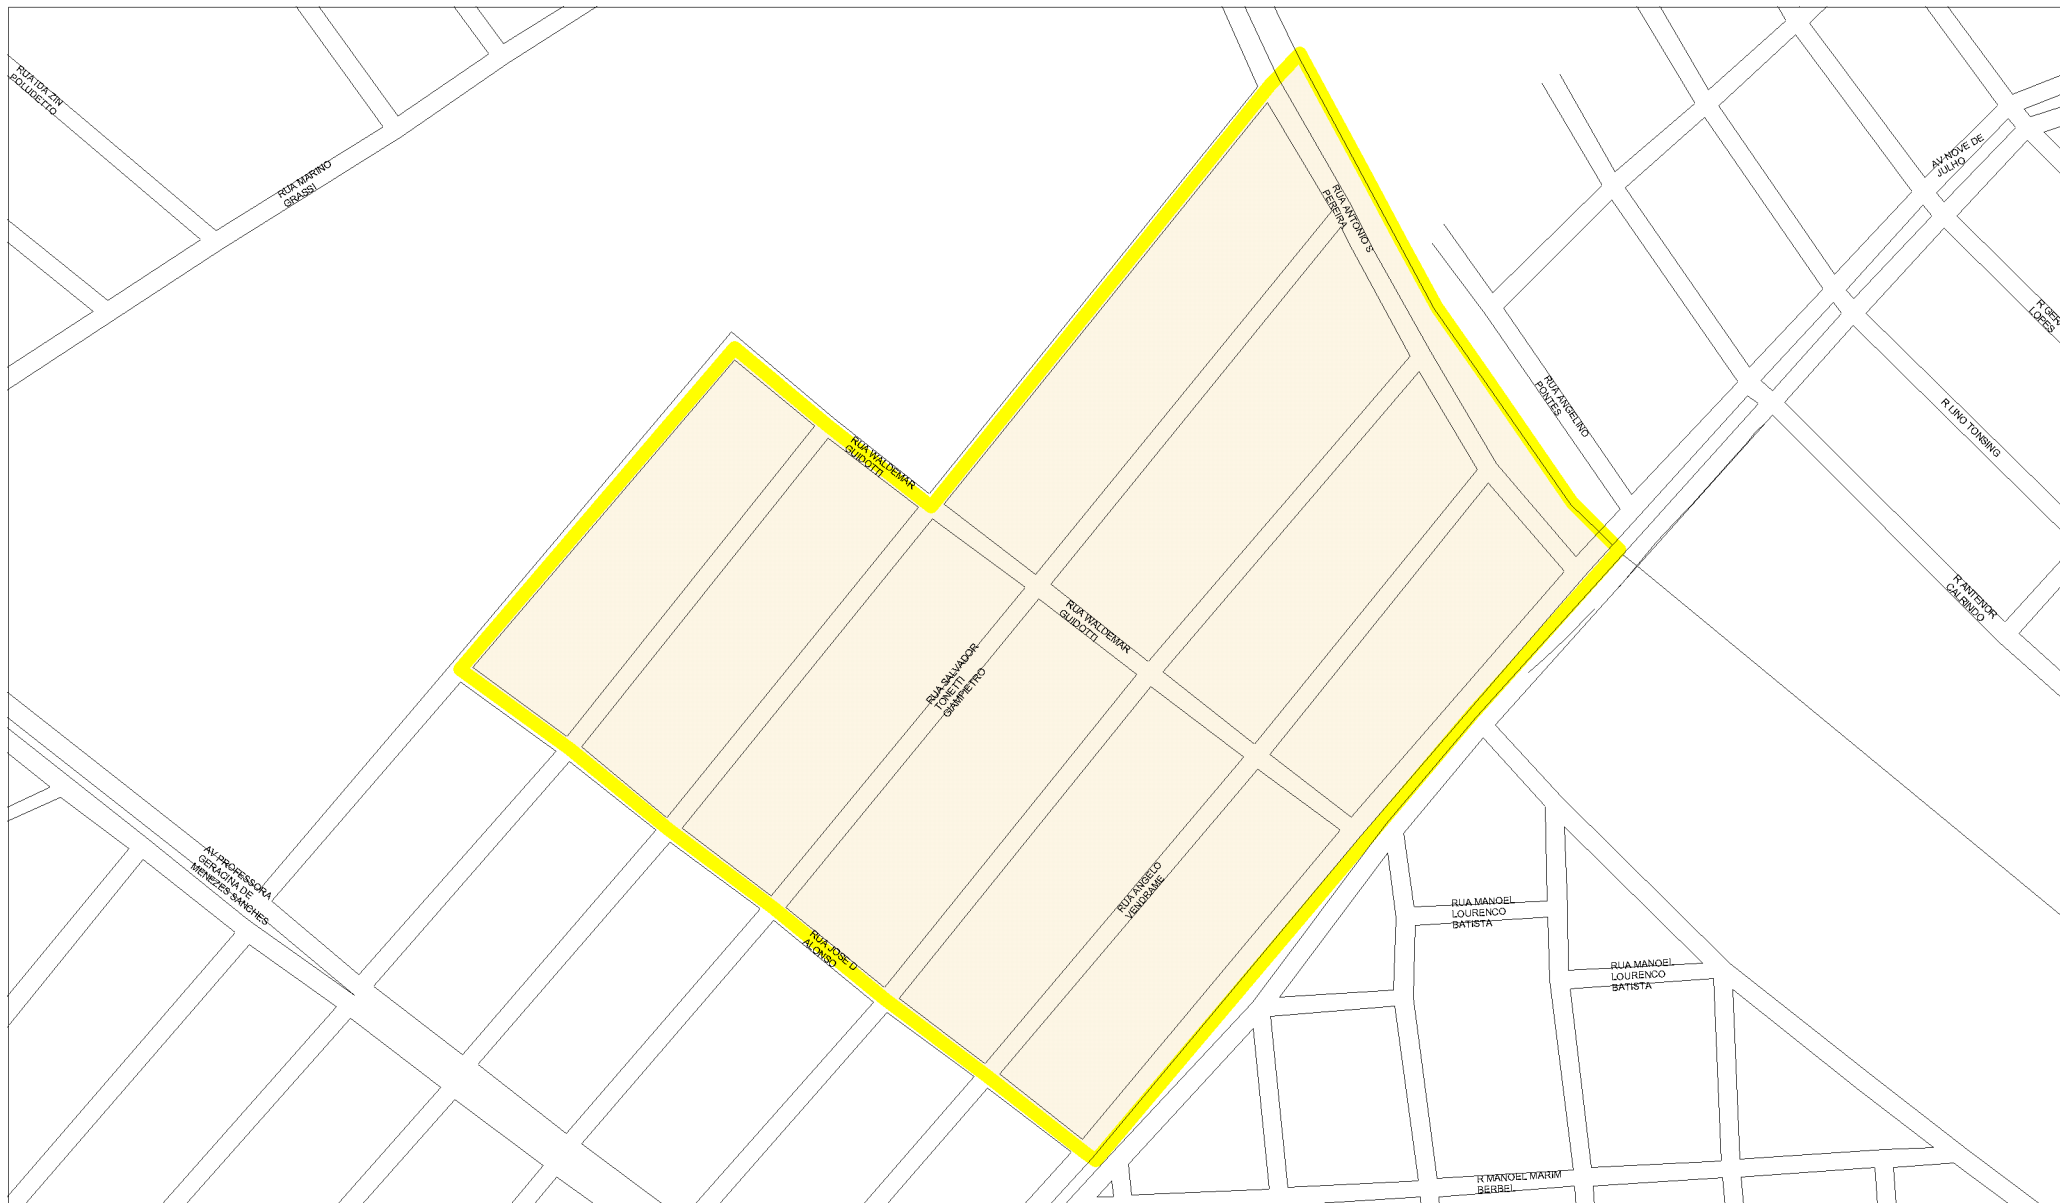 RUA IDA ZIN
POLUDETTO
RUA MARINO
GRASSI
RUA ANTONIO S
PEREIRA
AV NOVE DE
JULHO
LOPES
RUA ANGELINO
PONTES
R LINO TONSING
RUA WALDEMAR
GUIDOTTI
RUA WALDEMAR
GUIDOTTI
R ANTENOR
CALRINDO
RUA SALVADOR
TONETTI
GIAMPIETRO
AV PROFESSORA
GERACINA DE
MENEZES SANCHES
RUA ANGELO
VENDRAME
RUA MANOEL
LOURENCO
BATISTA
RUA JOSE D
ALONSO
RUA MANOEL
LOURENCO
BATISTA
R MANOEL MARIM
BERBEL